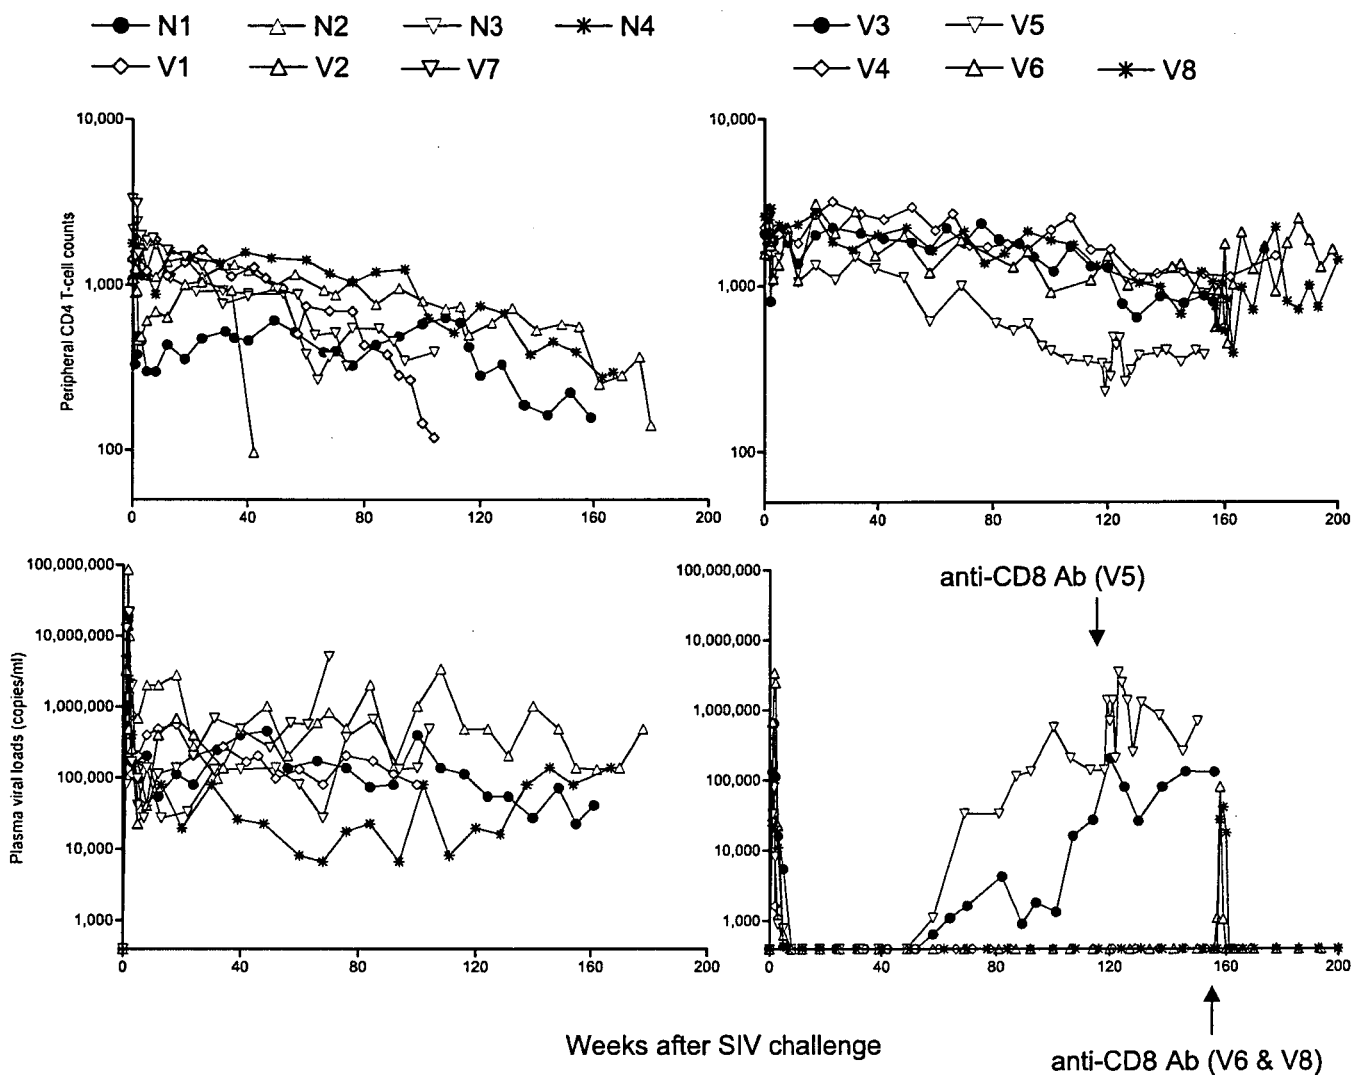 N1 N2 N3 N4
V1 V2 V7
V3 V5
V4 V6 V8
Peripheral CD4 T-cell counts
10,000
1,000
100
0 40 80 120 160 200
10,000
1,000
100
0 40 80 120 160 200
Plasma viral loads (copies/ml)
100,000,000
10,000,000
1,000,000
100,000
10,000
1,000
0 40 80 120 160 200
anti-CD8 Ab (V5)
100,000,000
10,000,000
1,000,000
100,000
10,000
1,000
0 40 80 120 160 200
Weeks after SIV challenge
anti-CD8 Ab (V6 & V8)